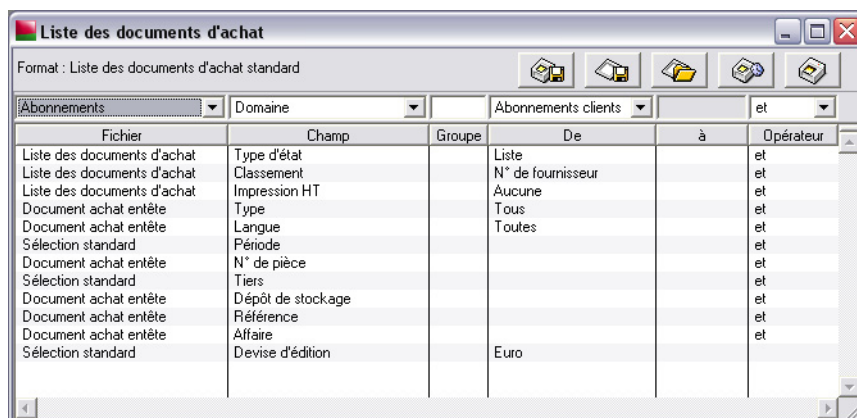 Liste des documents d'achat
Format : Liste des documents d'achat standard
Abonnements Domaine Abonnements clients et
Fichier Champ Groupe De à Opérateur
Liste des documents d'achat Type d'état Liste et
Liste des documents d'achat Classement N° de fournisseur et
Liste des documents d'achat Impression HT Aucune et
Document achat entête Type Tous et
Document achat entête Langue Toutes et
Sélection standard Période et
Document achat entête N° de pièce et
Sélection standard Tiers et
Document achat entête Dépôt de stockage et
Document achat entête Référence et
Document achat entête Affaire et
Sélection standard Devise d'édition Euro